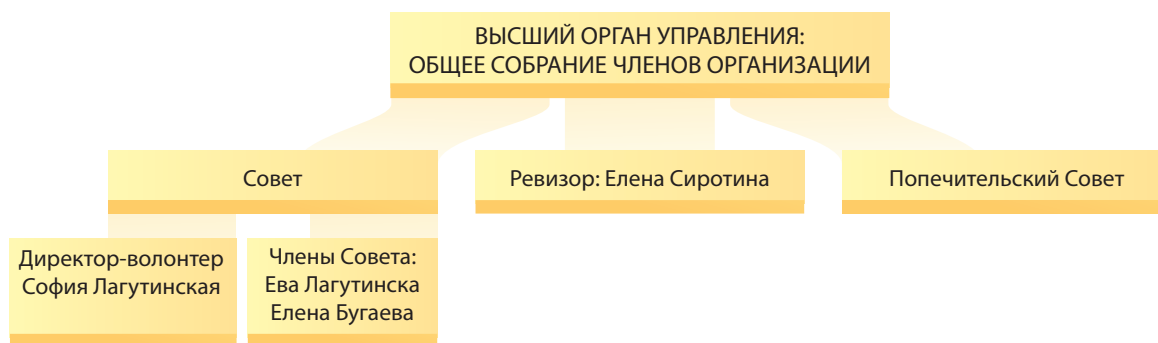 ВЫСШИЙ ОРГАН УПРАВЛЕНИЯ:
ОБЩЕЕ СОБРАНИЕ ЧЛЕНОВ ОРГАНИЗАЦИИ
Совет
Ревизор: Елена Сиротина
Попечительский Совет
Директор-волонтер
София Лагутинская
Члены Совета:
Ева Лагутинска
Елена Бугаева